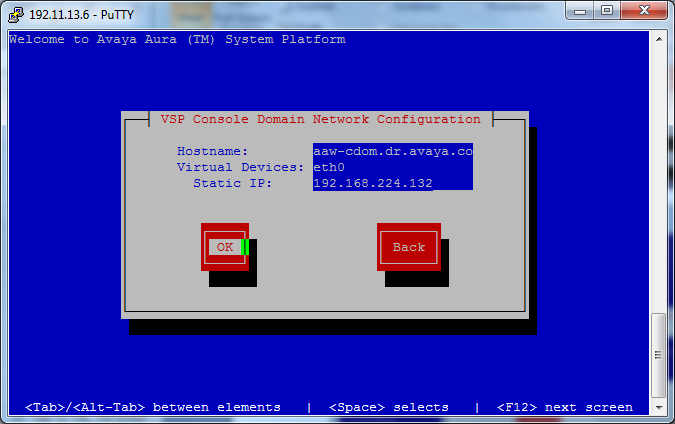 192.11.13.6 - PuTTY
Welcome to Avaya Aura (TM) System Platform
VSP Console Domain Network Configuration
Hostname: aaw-cdom.dr.avaya.co
Virtual Devices: eth0
Static IP: 192.168.224.132
OK Back
<Tab>/<Alt-Tab> between elements | <Space> selects | <F12> next screen